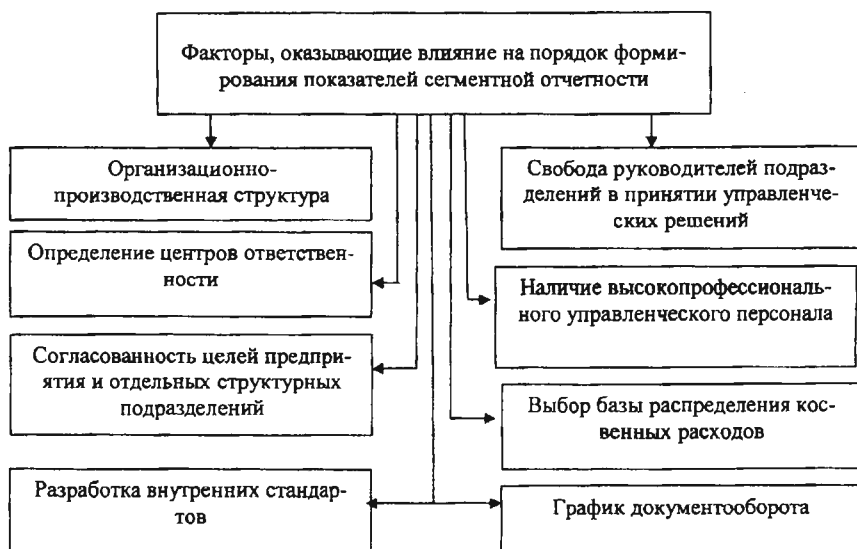 Факторы, оказывающие влияние на порядок форми-
рования показателей сегментной отчетности
Организационно-
производственная структура
Определение центров ответствен-
ности
Согласованность целей предпри-
ятия и отдельных структурных
подразделений
Разработка внутренних стандар-
тов
Свобода руководителей подраз-
делений в принятии управленче-
ских решений
Наличие высокопрофессиональ-
ного управленческого персонала
Выбор базы распределения кос-
венных расходов
График документооборота